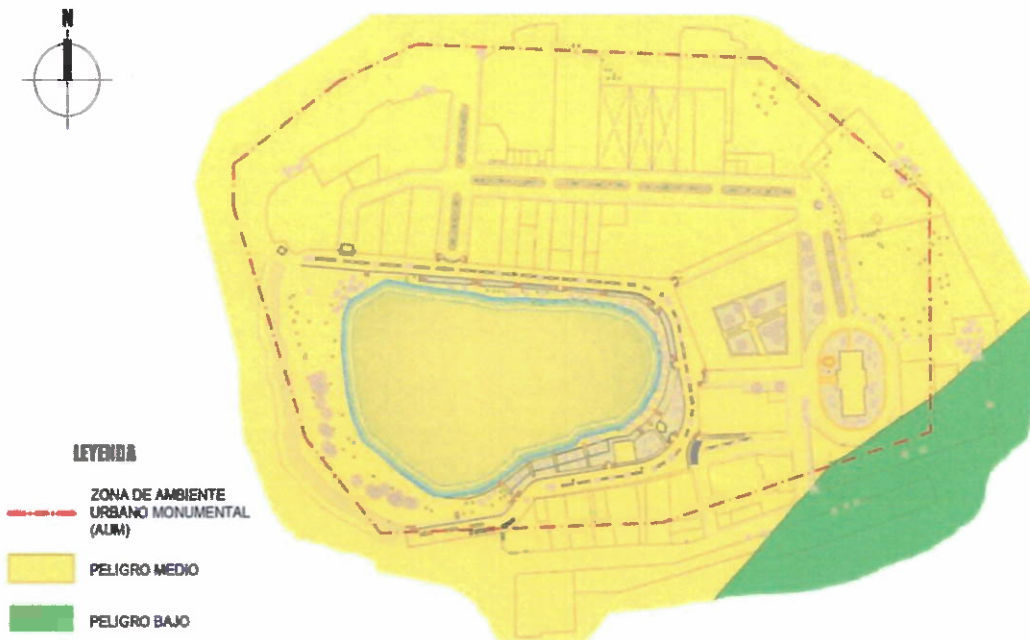 N
LEYENDA
ZONA DE AMBIENTE
URBANO MONUMENTAL
(AUM)
PELIGRO MEDIO
PELIGRO BAJO